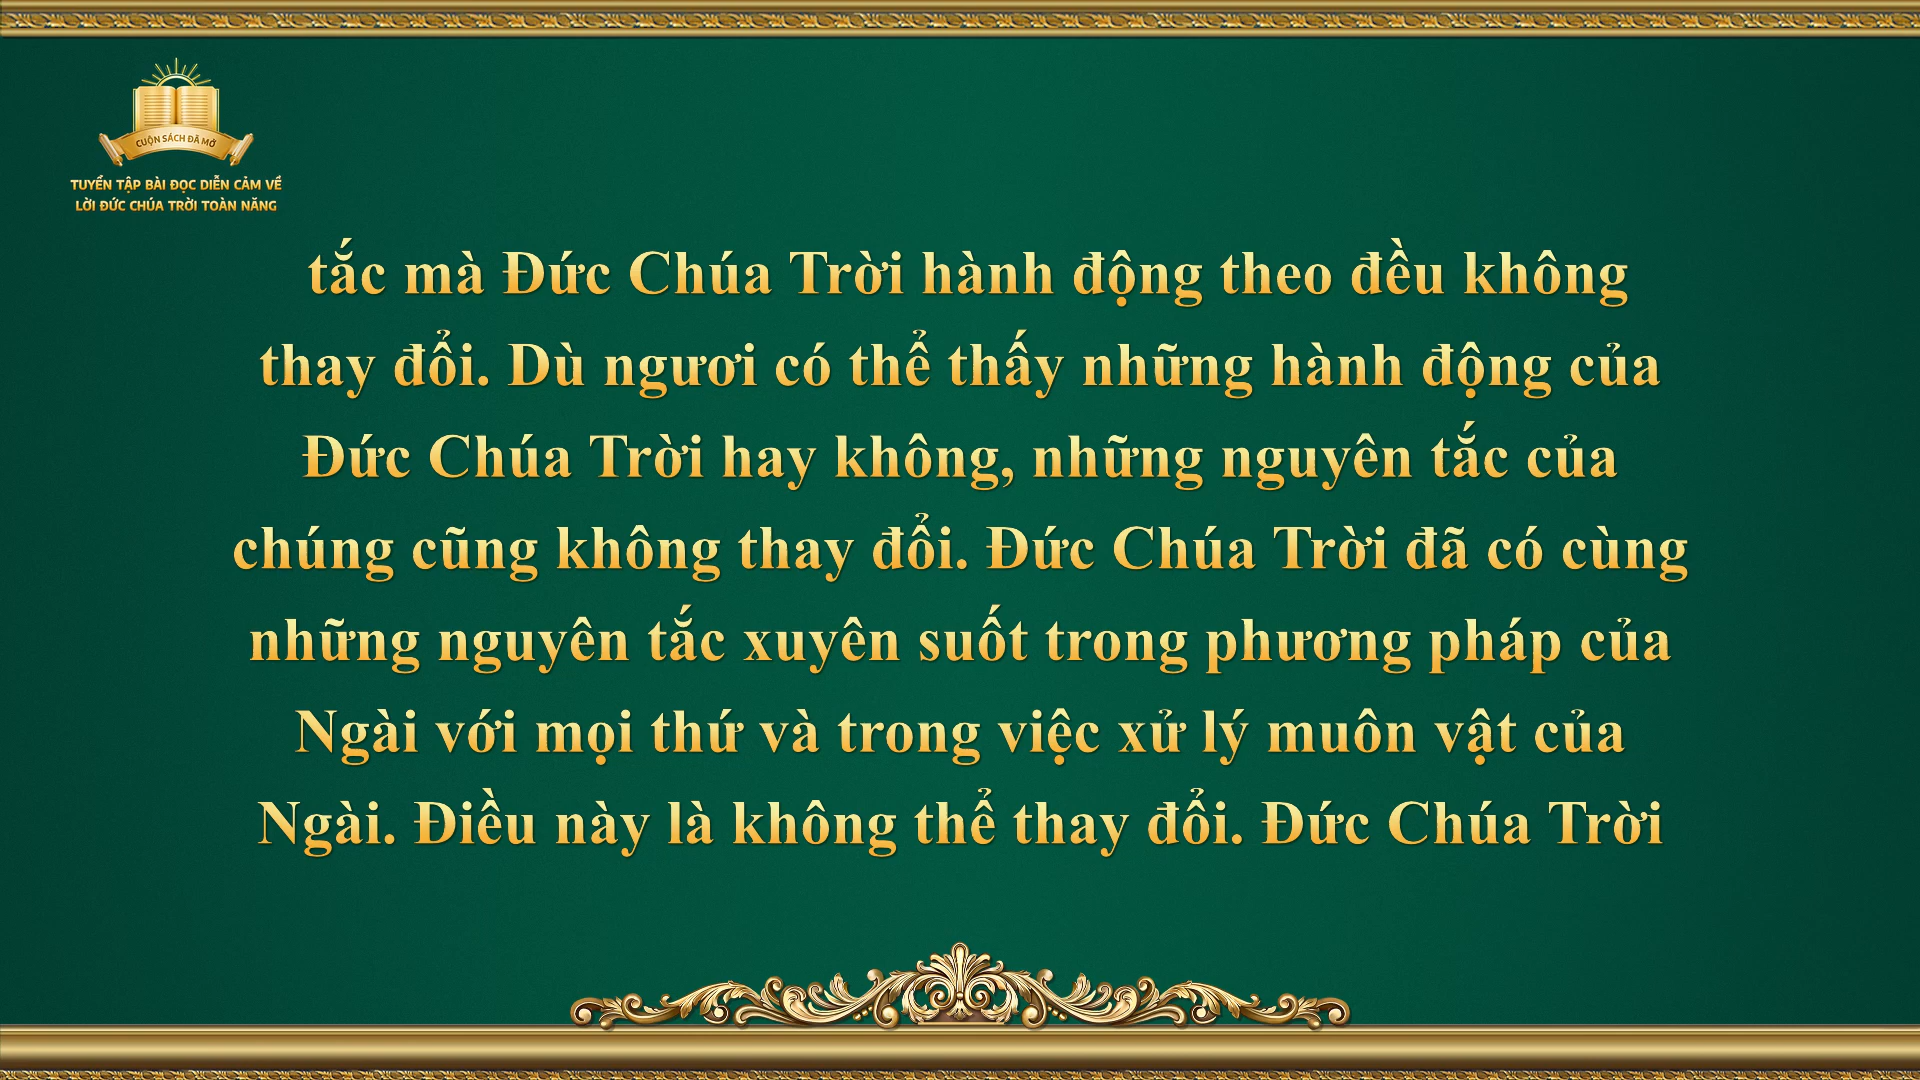 CUỘN SÁCH ĐÃ MỞ
TUYỂN TẬP BÀI ĐỌC DIỄN CẢM VỀ
LỜI ĐỨC CHÚA TRỜI TOÀN NĂNG
tắc mà Đức Chúa Trời hành động theo đều không
thay đổi. Dù ngươi có thể thấy những hành động của
Đức Chúa Trời hay không, những nguyên tắc của
chúng cũng không thay đổi. Đức Chúa Trời đã có cùng
những nguyên tắc xuyên suốt trong phương pháp của
Ngài với mọi thứ và trong việc xử lý muôn vật của
Ngài. Điều này là không thể thay đổi. Đức Chúa Trời